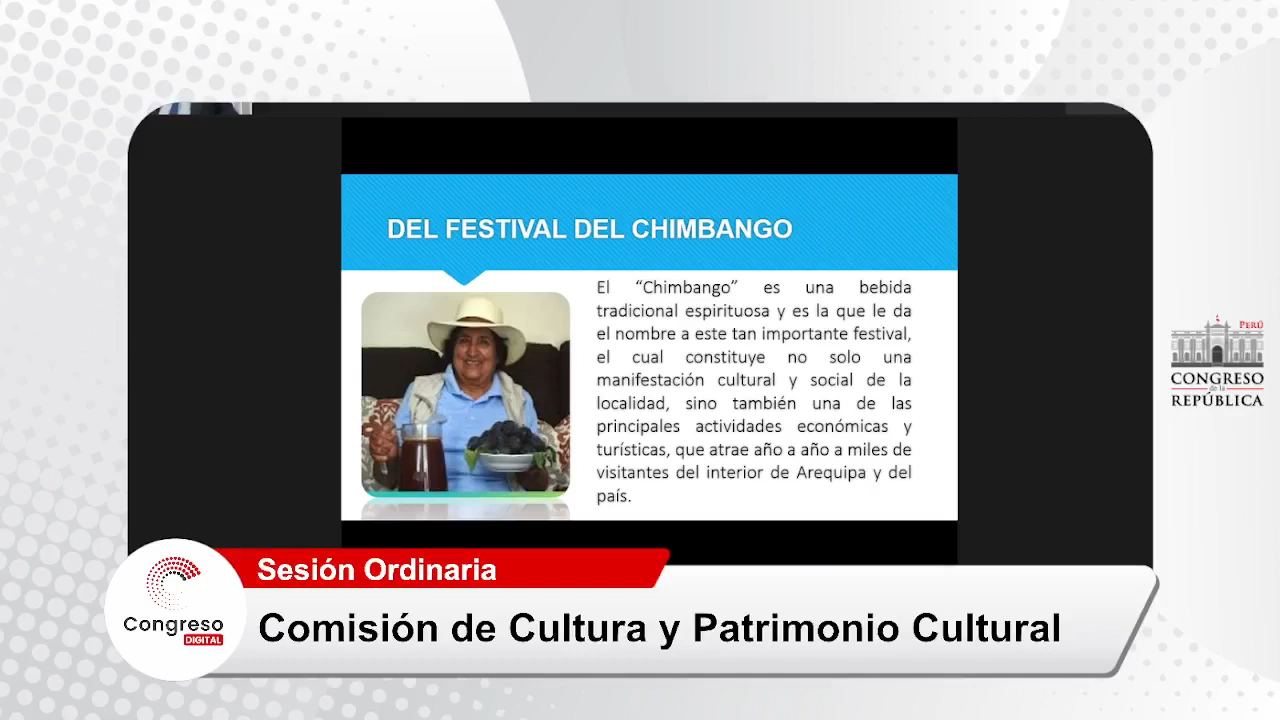 DEL FESTIVAL DEL CHIMBANGO
El “Chimbango” es una bebida
tradicional espirituosa y es la que le da
el nombre a este tan importante festival,
el cual constituye no solo una
manifestación cultural y social de la
localidad, sino también una de las
principales actividades económicas y
turísticas, que atrae año a año a miles de
visitantes del interior de Arequipa y del
país.
PERÚ
CONGRESO
de la
REPÚBLICA
Sesión Ordinaria
Congreso
DIGITAL
Comisión de Cultura y Patrimonio Cultural